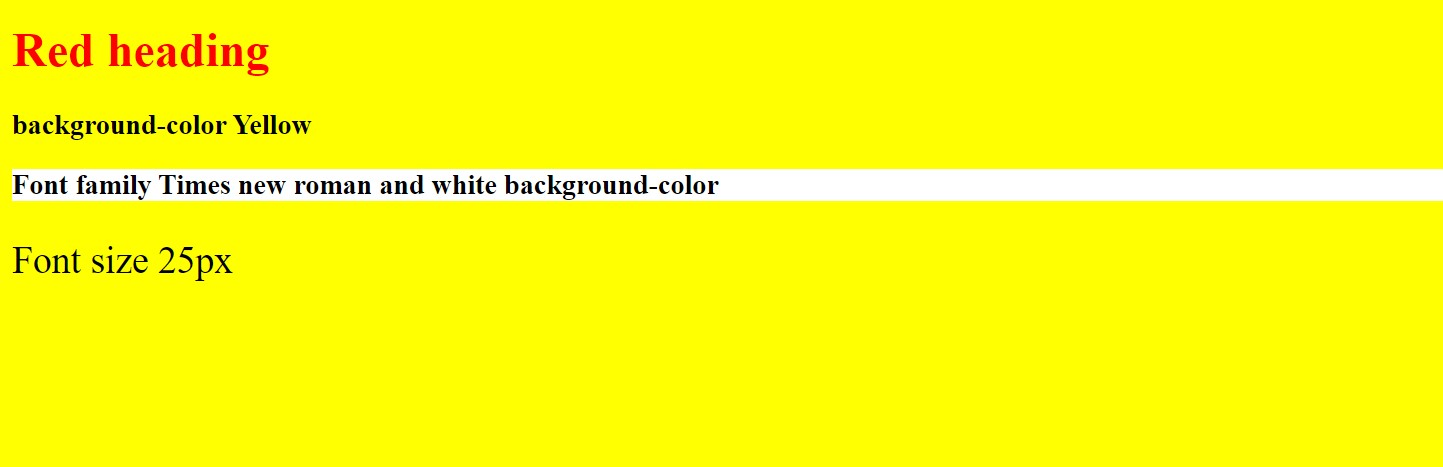 Red heading
background-color Yellow
Font family Times new roman and white background-color
Font size 25px